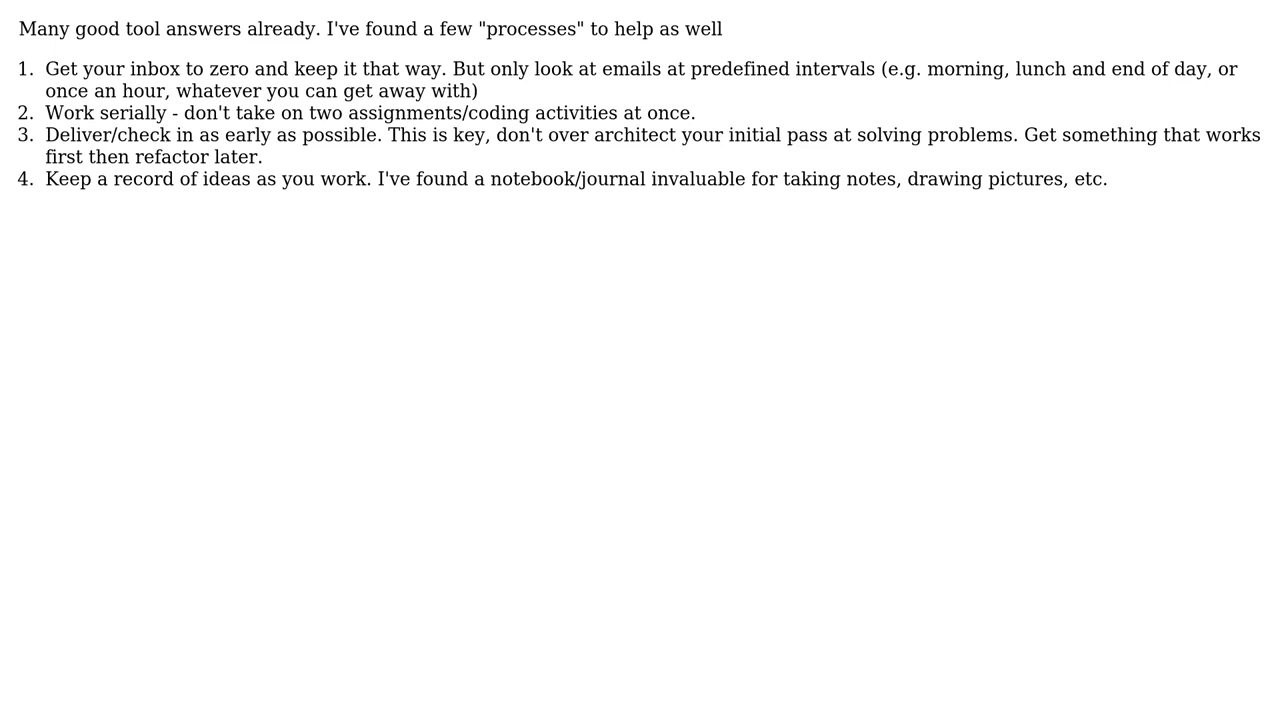 Many good tool answers already. I've found a few "processes" to help as well
1. Get your inbox to zero and keep it that way. But only look at emails at predefined intervals (e.g. morning, lunch and end of day, or
once an hour, whatever you can get away with)
2. Work serially - don't take on two assignments/coding activities at once.
3. Deliver/check in as early as possible. This is key, don't over architect your initial pass at solving problems. Get something that works
first then refactor later.
4. Keep a record of ideas as you work. I've found a notebook/journal invaluable for taking notes, drawing pictures, etc.